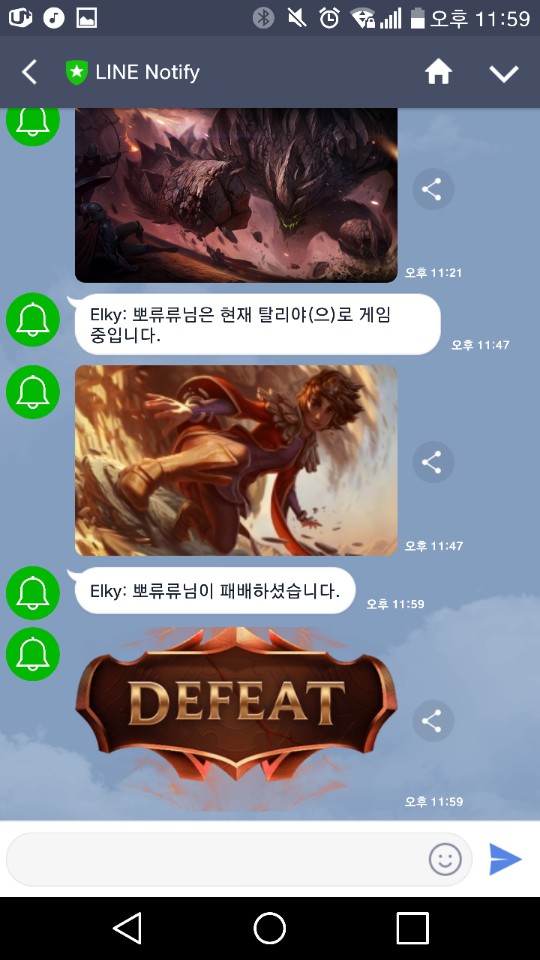 오후 11:59
LINE Notify
오후 11:21
Elky: 뽀류류님은 현재 탈리야(으)로 게임
중입니다.
오후 11:47
오후 11:47
Elky: 뽀류류님이 패배하셨습니다.
오후 11:59
DEFEAT
오후 11:59